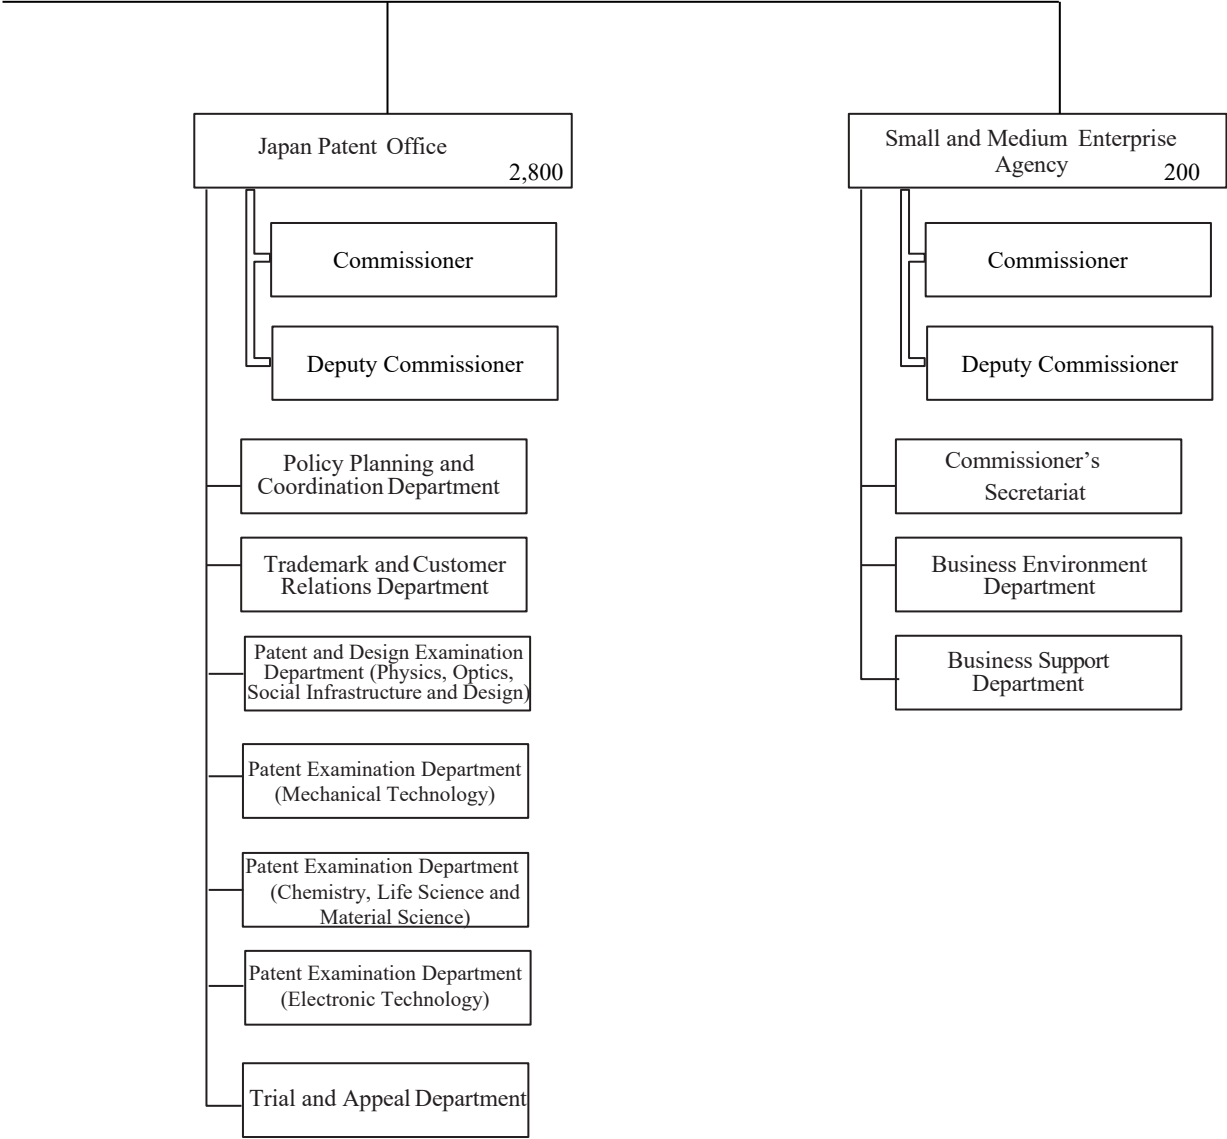 Japan Patent Office
2,800
Commissioner
Deputy Commissioner
Policy Planning and
Coordination Department
Trademark and Customer
Relations Department
Patent and Design Examination
Department (Physics, Optics,
Social Infrastructure and Design)
Patent Examination Department
(Mechanical Technology)
Patent Examination Department
(Chemistry, Life Science and
Material Science)
Patent Examination Department
(Electronic Technology)
Trial and Appeal Department
Small and Medium Enterprise
Agency
200
Commissioner
Deputy Commissioner
Commissioner’s
Secretariat
Business Environment
Department
Business Support
Department